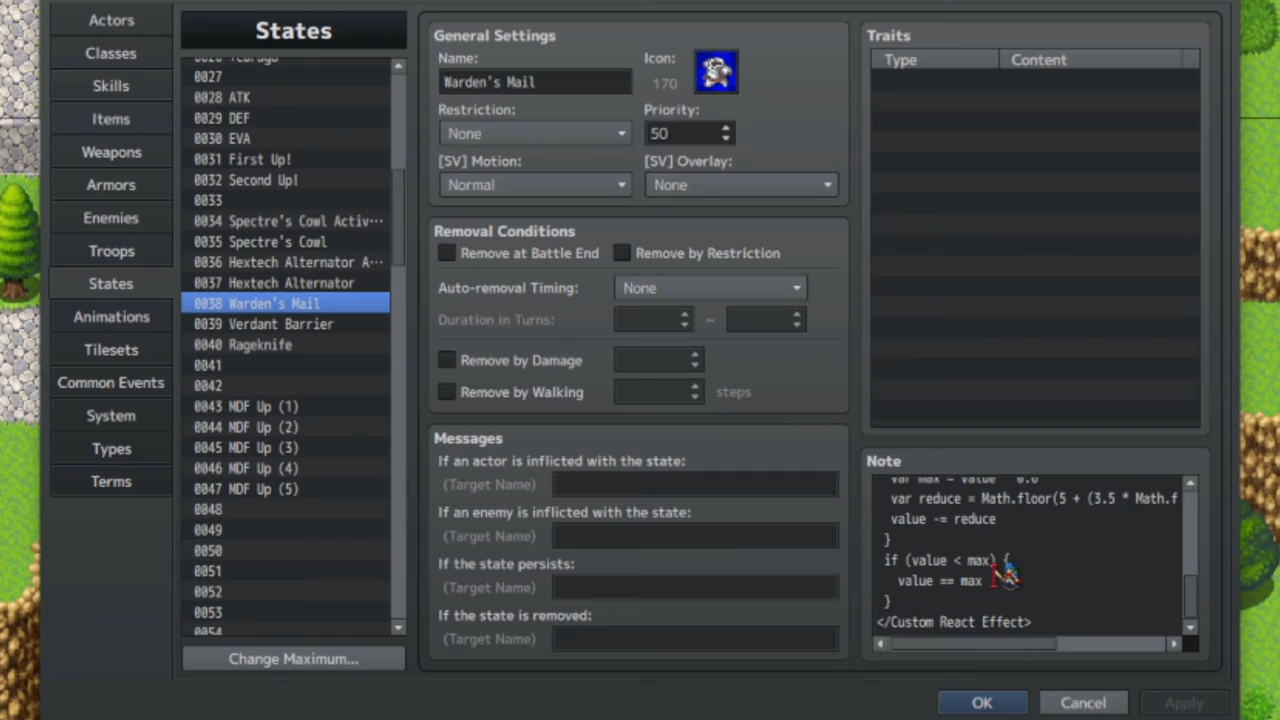 Actors
Classes
Skills
Items
Weapons
Armors
Enemies
Troops
States
Animations
Tilesets
Common Events
System
Types
Terms
States
0027
0028 ATK
0029 DEF
0030 EVA
0031 First Up!
0032 Second Up!
0033
0034 Spectre's Cowl Activ…
0035 Spectre's Cowl
0036 Hextech Alternator A…
0037 Hextech Alternator
0038 Warden's Mail
0039 Verdant Barrier
0040 Rageknife
0041
0042
0043 MDF Up (1)
0044 MDF Up (2)
0045 MDF Up (3)
0046 MDF Up (4)
0047 MDF Up (5)
0048
0049
0050
0051
0052
0053
0054
Change Maximum...
General Settings
Name:
Icon:
Warden's Mail
170
Restriction:
Priority:
None
50
[SV] Motion:
[SV] Overlay:
Normal
None
Removal Conditions
Remove at Battle End
Remove by Restriction
Auto-removal Timing:
None
Duration in Turns:
~
Remove by Damage
Remove by Walking
steps
Messages
If an actor is inflicted with the state:
(Target Name)
If an enemy is inflicted with the state:
(Target Name)
If the state persists:
(Target Name)
If the state is removed:
(Target Name)
Traits
Type
Content
Note
var max = value
var reduce = Math.floor(5 + (3.5 * Math.f
value -= reduce
}
if (value < max) {
value == max
}
</Custom React Effect>
OK
Cancel
Apply